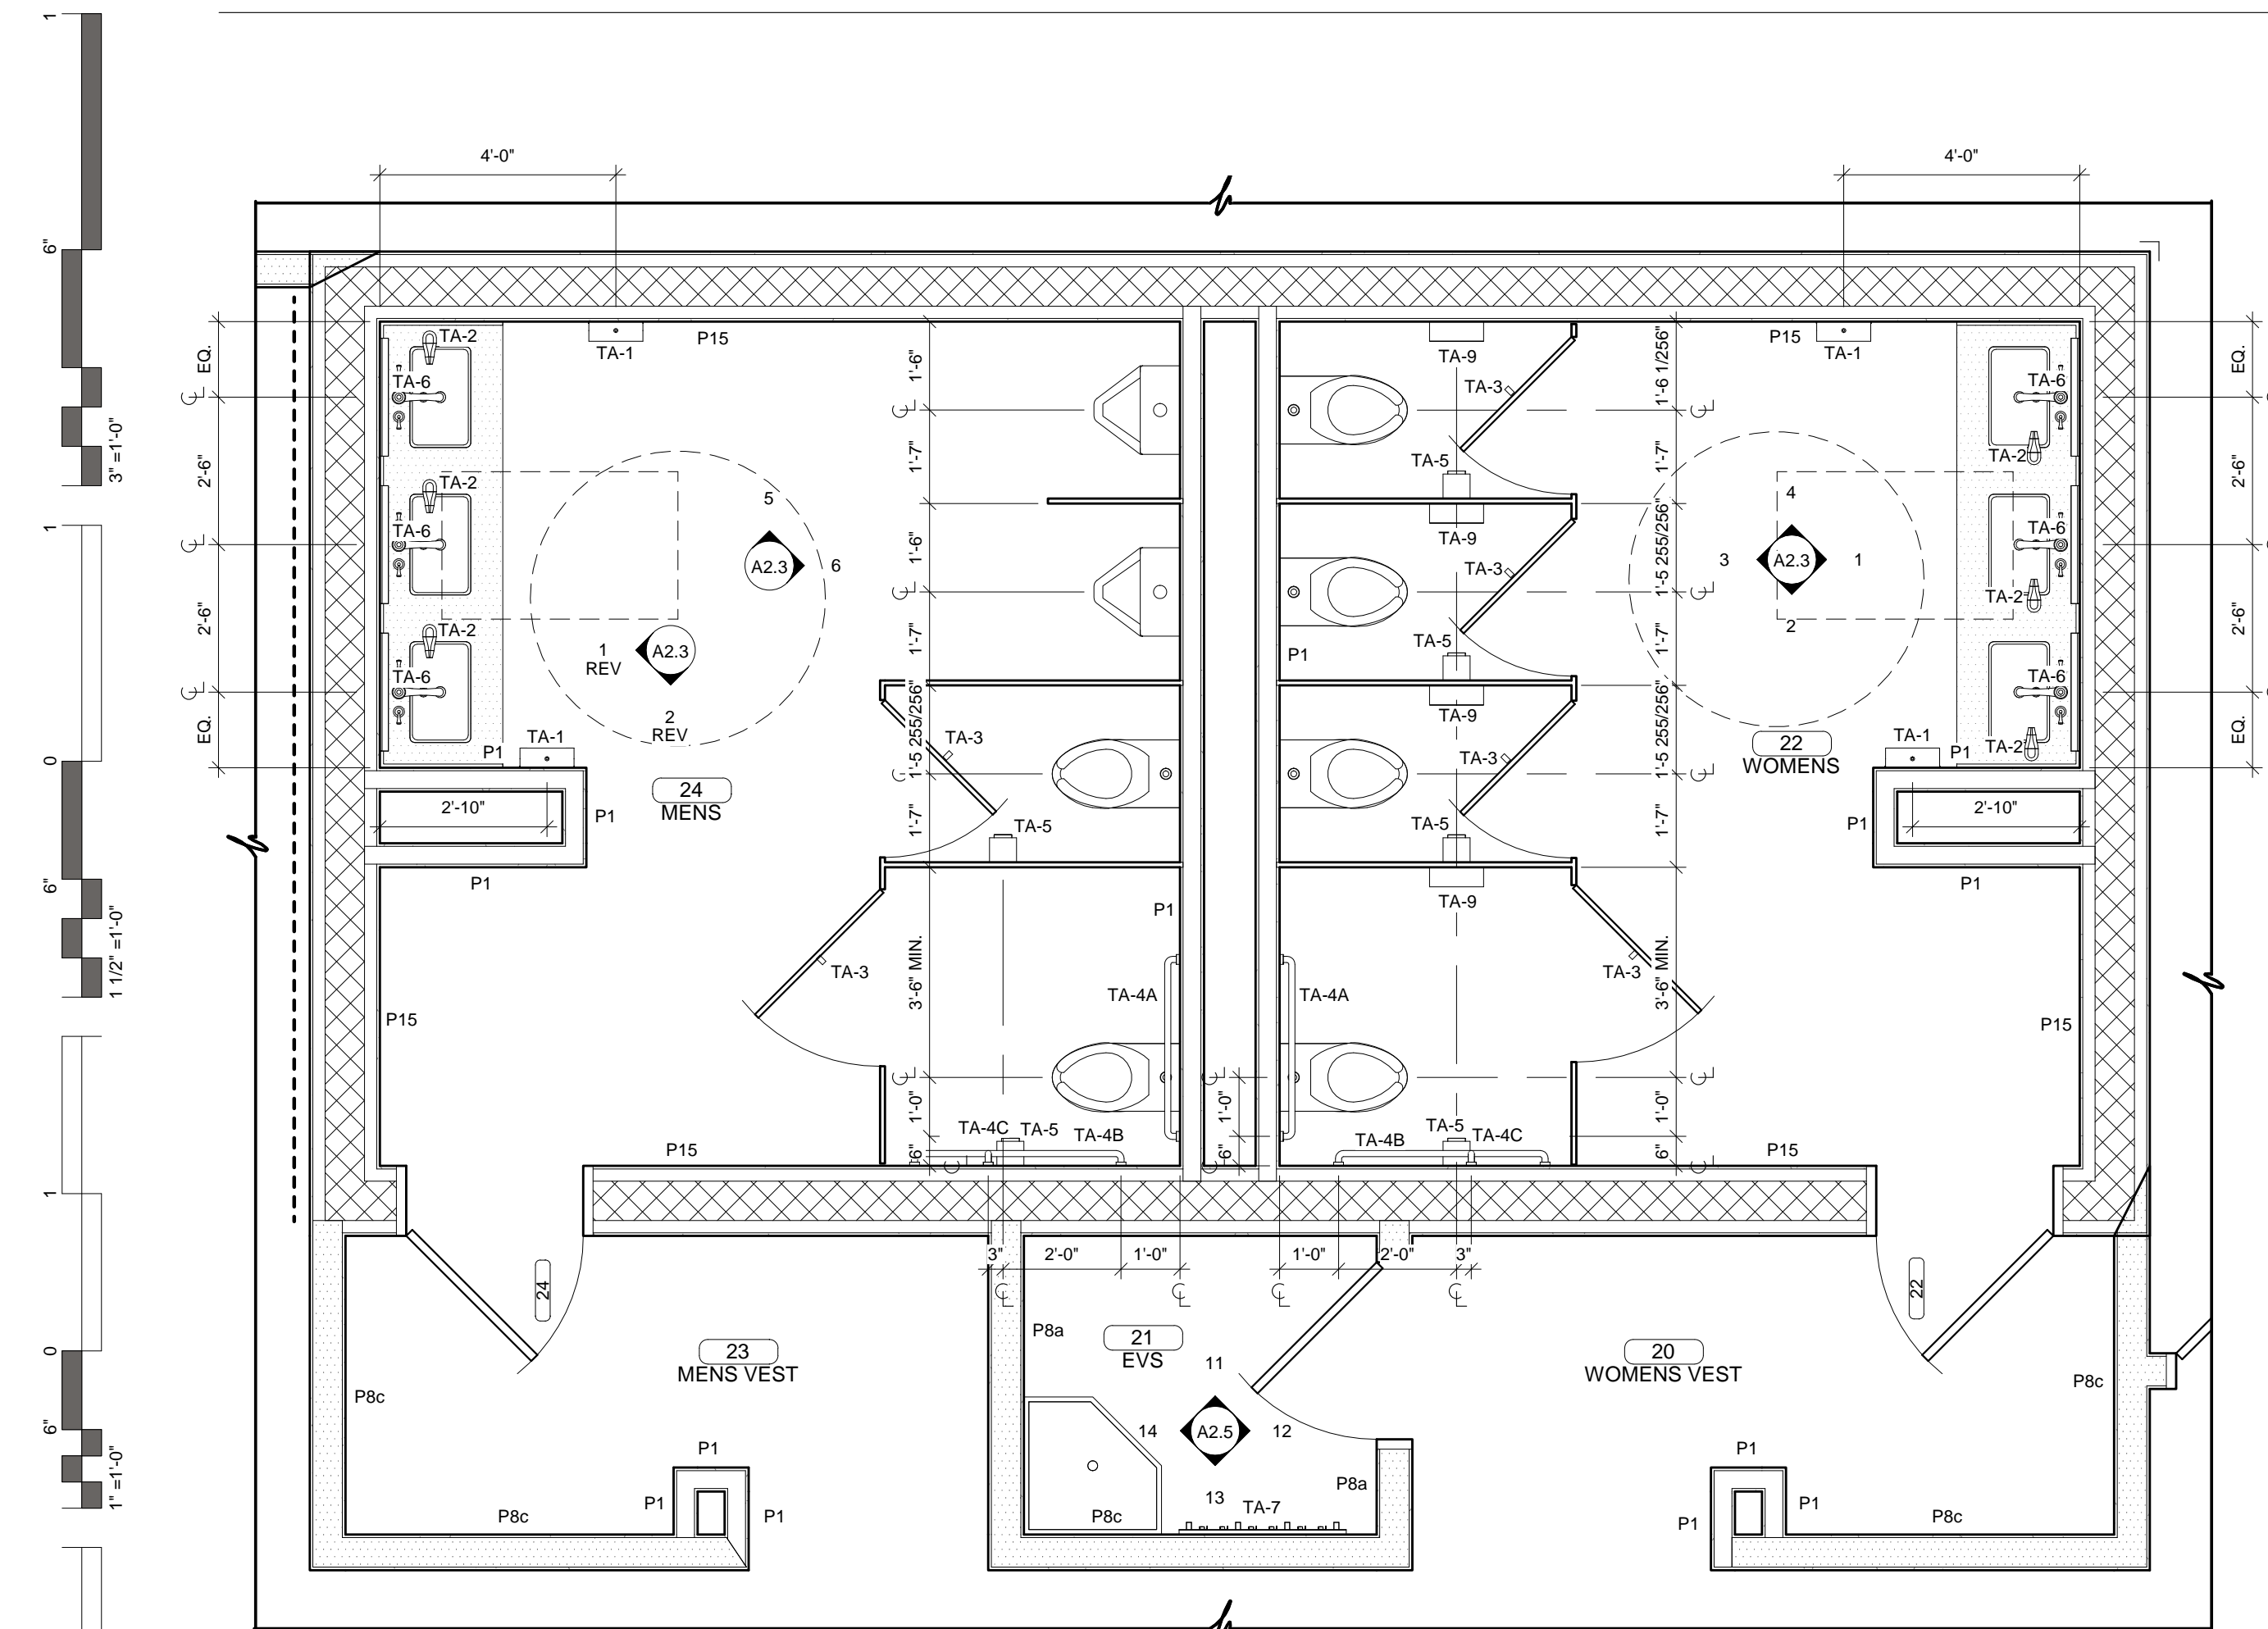 1
6"
3" =1'-0"
1
0
6"
1 1/2" =1'-0"
1
0
6"
1" =1'-0"
4'-0"
4'-0"
EQ.
2'-6"
2'-6"
EQ.
TA-2
TA-6
TA-2
TA-6
TA-2
TA-6
TA-1
P15
P1
TA-1
2'-10"
P1
P1
5
A2.3
6
1
REV
A2.3
2
REV
24
MENS
1'-6"
1'-7"
1'-6"
1'-7"
1'-5 255/256"
1'-7"
3'-6" MIN.
1'-0"
6"
TA-3
TA-5
TA-3
P1
TA-4A
TA-4C
TA-5
TA-4B
P15
P15
TA-9
TA-3
TA-5
TA-9
TA-3
TA-5
P1
TA-9
TA-3
TA-5
TA-9
TA-4A
TA-3
TA-4B
TA-5
TA-4C
1'-0"
6"
1'-6 1/256"
1'-7"
1'-5 255/256"
1'-7"
1'-5 255/256"
1'-7"
3'-6" MIN.
1'-0"
6"
P15
TA-1
TA-6
TA-2
TA-6
TA-2
TA-6
TA-2
4
3
A2.3
1
2
22
WOMENS
TA-1
P1
P1
2'-10"
P1
P15
P15
EQ.
2'-6"
2'-6"
EQ.
3"
2'-0"
1'-0"
1'-0"
2'-0"
3"
24
22
23
MENS VEST
P8c
P8c
P1
P1
P1
P8a
21
EVS
11
14
A2.5
12
13
TA-7
P8c
P8a
20
WOMENS VEST
P8c
P1
P1
P1
P8c